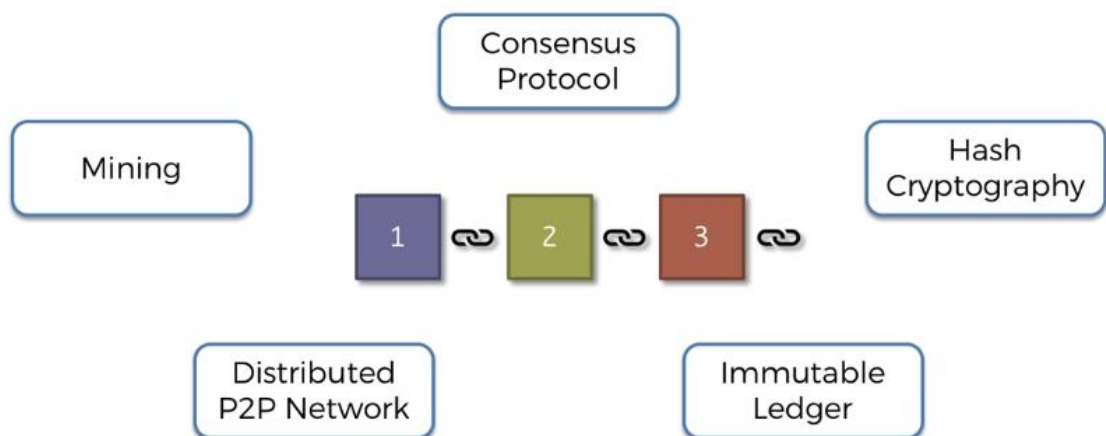 Consensus
Protocol
Mining
Hash
Cryptography
1
2
3
Distributed
P2P Network
Immutable
Ledger